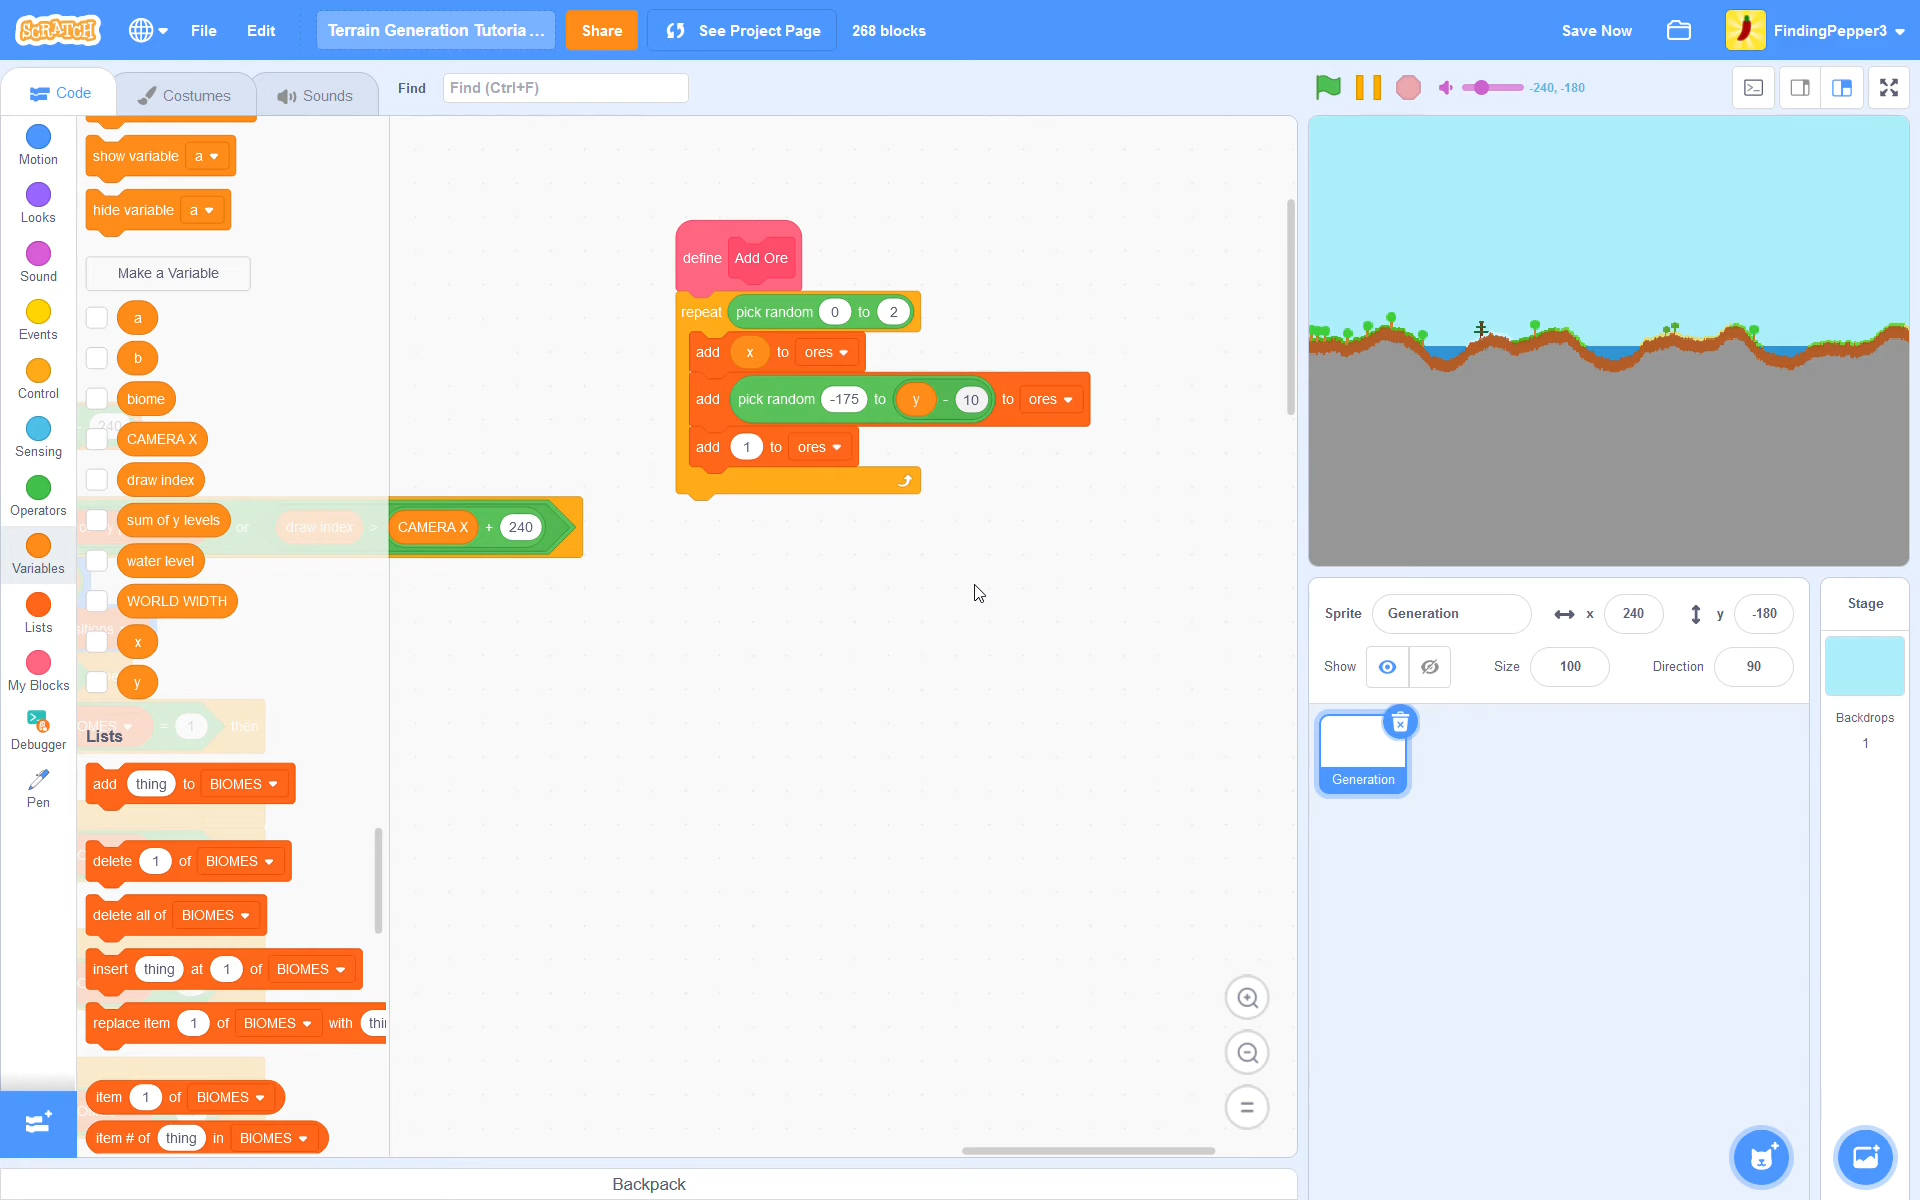 SCRATCH
File
Edit
Terrain Generation Tutoria ...
Share
See Project Page
268 blocks
Save Now
FindingPepper3
Code
Costumes
Sounds
Find
Find (Ctrl+F)
-240, -180
Motion
Looks
Sound
Events
Control
Sensing
Operators
Variables
Lists
My Blocks
Debugger
Pen
show variable a
hide variable a
Make a Variable
a
b
biome
240
CAMERA X
draw index
sum of y levels
or draw index > CAMERA X + 240
water level
WORLD WIDTH
x
y
= 1 then
Lists
add thing to BIOMES
delete 1 of BIOMES
delete all of BIOMES
insert thing at 1 of BIOMES
replace item 1 of BIOMES with
item 1 of BIOMES
item # of thing in BIOMES
define Add Ore
repeat pick random 0 to 2
add x to ores
add pick random -175 to y - 10 to ores
add 1 to ores
Sprite Generation x 240 y -180
Show Size 100 Direction 90
Generation
Stage
Backdrops
1
Backpack